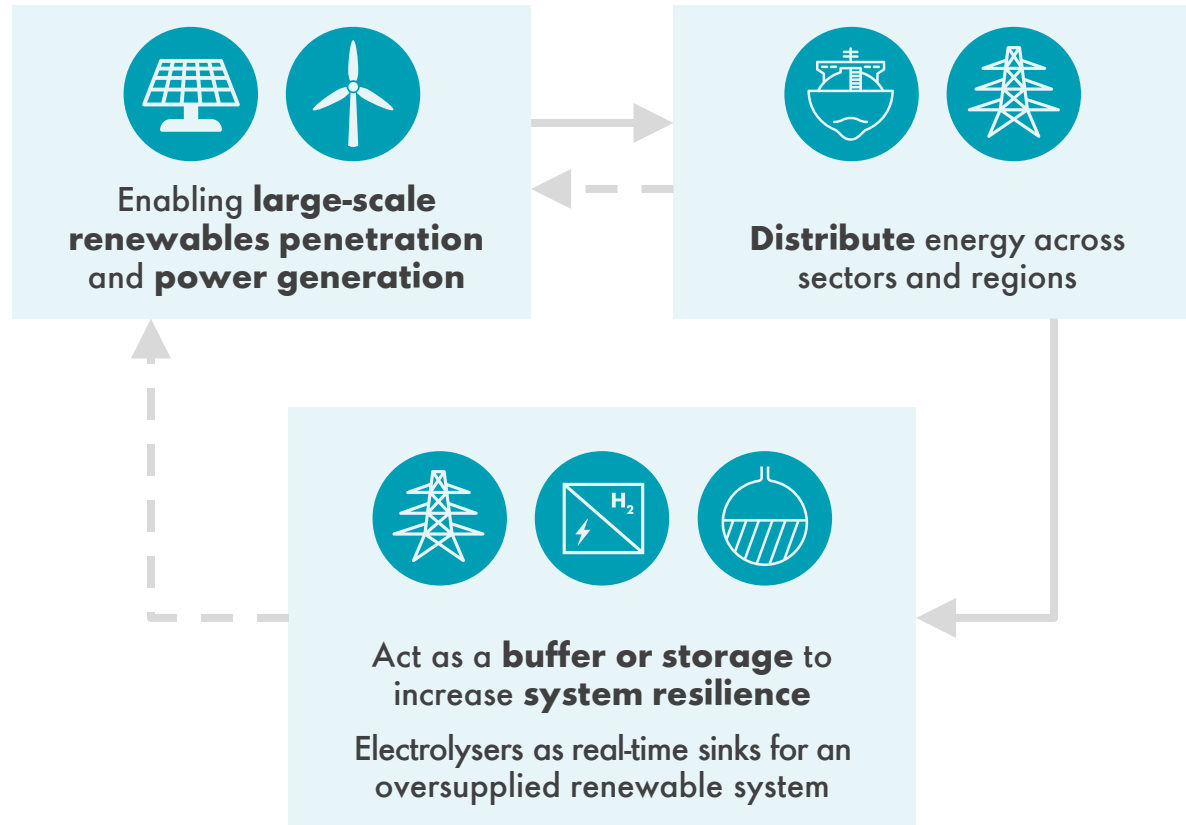 Enabling large-scale
renewables penetration
and power generation
Distribute energy across
sectors and regions
H₂
Act as a buffer or storage to
increase system resilience
Electrolysers as real-time sinks for an
oversupplied renewable system